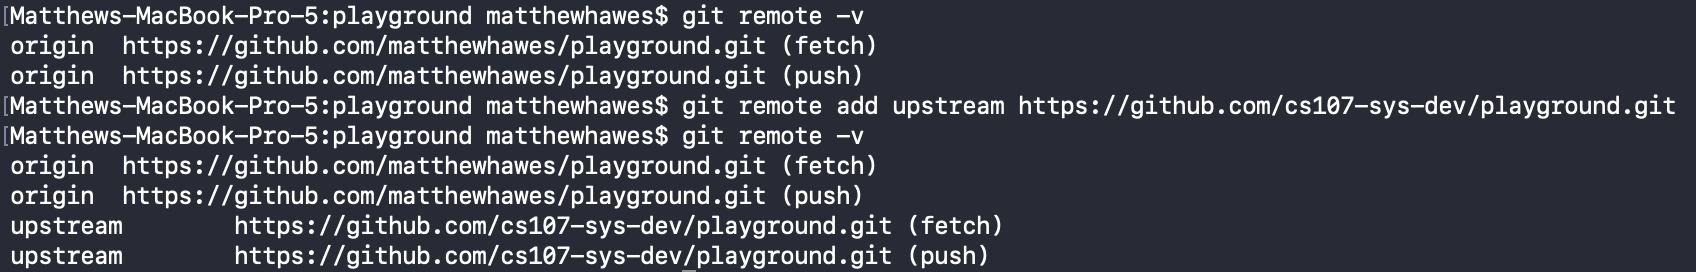 [Matthews-MacBook-Pro-5:playground matthewhawes$ git remote -v
origin  https://github.com/matthewhawes/playground.git (fetch)
origin  https://github.com/matthewhawes/playground.git (push)
[Matthews-MacBook-Pro-5:playground matthewhawes$ git remote add upstream https://github.com/cs107-sys-dev/playground.git
[Matthews-MacBook-Pro-5:playground matthewhawes$ git remote -v
origin  https://github.com/matthewhawes/playground.git (fetch)
origin  https://github.com/matthewhawes/playground.git (push)
upstream        https://github.com/cs107-sys-dev/playground.git (fetch)
upstream        https://github.com/cs107-sys-dev/playground.git (push)